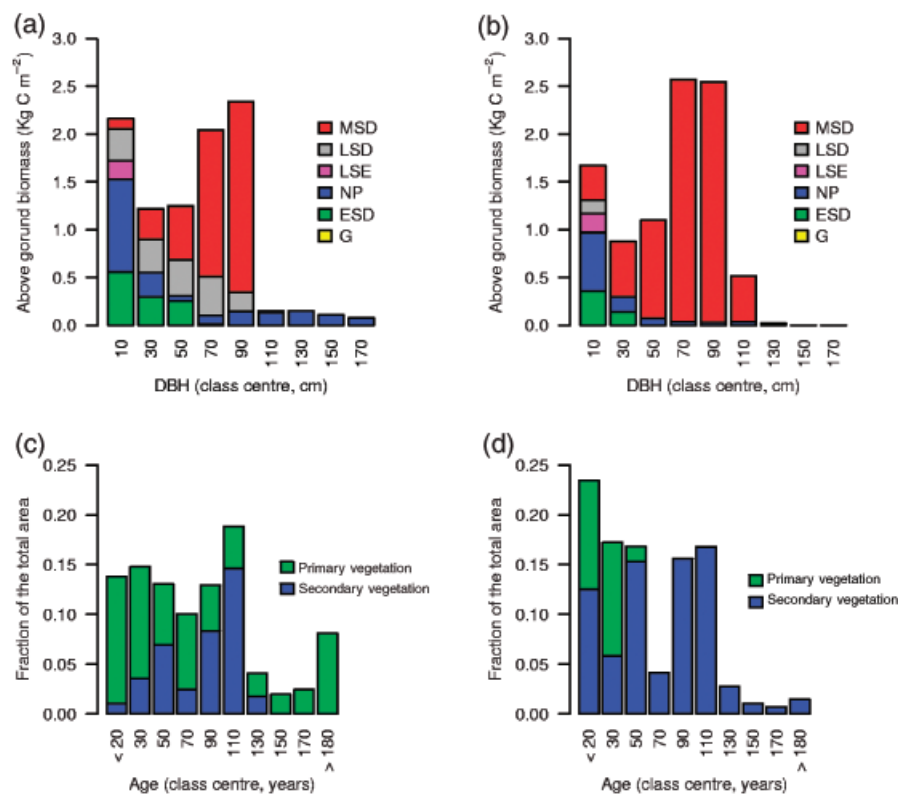 (a)
3.0
2.5
2.0
1.5
1.0
0.5
0.0
Above gorund biomass (Kg C m⁻²)
MSD
LSD
LSE
NP
ESD
G
10 30 50 70 90 110 130 150 170
DBH (class centre, cm)
(b)
3.0
2.5
2.0
1.5
1.0
0.5
0.0
Above gorund biomass (Kg C m⁻²)
MSD
LSD
LSE
NP
ESD
G
10 30 50 70 90 110 130 150 170
DBH (class centre, cm)
(c)
0.25
0.20
0.15
0.10
0.05
0.00
Fraction of the total area
Primary vegetation
Secondary vegetation
< 20 30 50 70 90 110 130 150 170 > 180
Age (class centre, years)
(d)
0.25
0.20
0.15
0.10
0.05
0.00
Fraction of the total area
Primary vegetation
Secondary vegetation
< 20 30 50 70 90 110 130 150 170 > 180
Age (class centre, years)